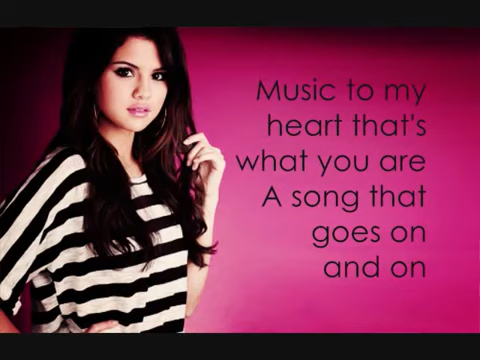 Music to my
heart that's
what you are
A song that
goes on
and on